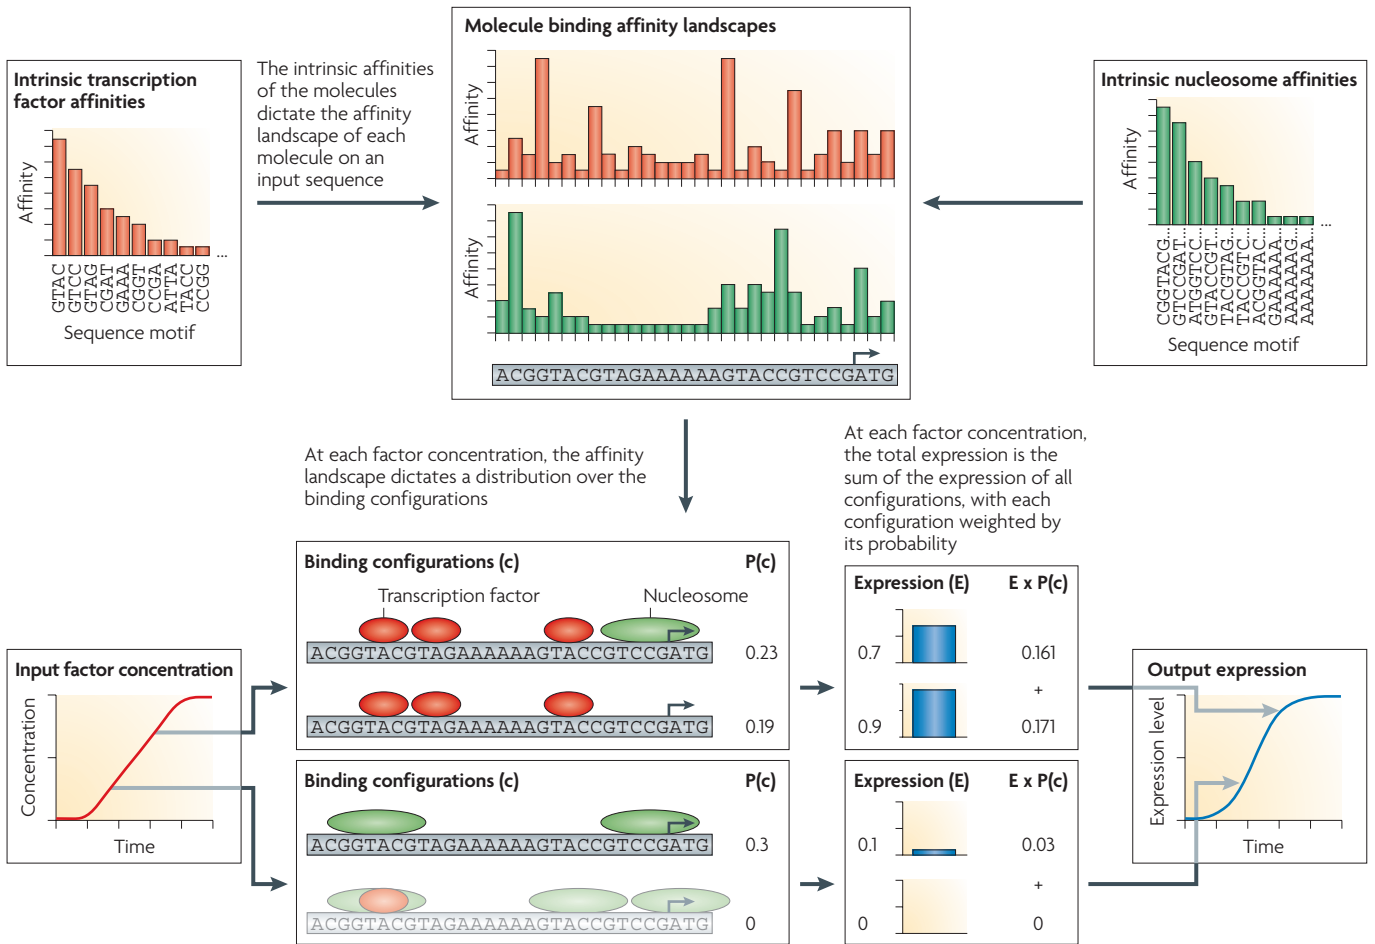 Molecule binding affinity landscapes
Affinity
Affinity
ACGGTACGTAGAAAAAAGTACCGTCCGATG
Intrinsic transcription
factor affinities
Affinity
GTAC
GTCC
GTAG
CGAT
GAAA
CGGT
CCGA
ATTA
TACC
CCGG
...
Sequence motif
The intrinsic affinities
of the molecules
dictate the affinity
landscape of each
molecule on an
input sequence
Intrinsic nucleosome affinities
Affinity
CGGTACG...
GTCCGAT...
ATGGTCC...
GTACCGT...
TACGTAG...
TACCGTC...
ACGGTAC...
GAAAAAA...
AAAAAAG...
AAAAAAA...
...
Sequence motif
At each factor concentration, the affinity
landscape dictates a distribution over the
binding configurations
At each factor concentration,
the total expression is the
sum of the expression of all
configurations, with each
configuration weighted by
its probability
Input factor concentration
Concentration
Time
Binding configurations (c) P(c)
Transcription factor Nucleosome
ACGGTACGTAGAAAAAAGTACCGTCCGATG 0.23
ACGGTACGTAGAAAAAAGTACCGTCCGATG 0.19
Expression (E) E x P(c)
0.7 0.161
+
0.9 0.171
Binding configurations (c) P(c)
ACGGTACGTAGAAAAAAGTACCGTCCGATG 0.3
ACGGTACGTAGAAAAAAGTACCGTCCGATG 0
Expression (E) E x P(c)
0.1 0.03
+
0 0
Output expression
Expression level
Time